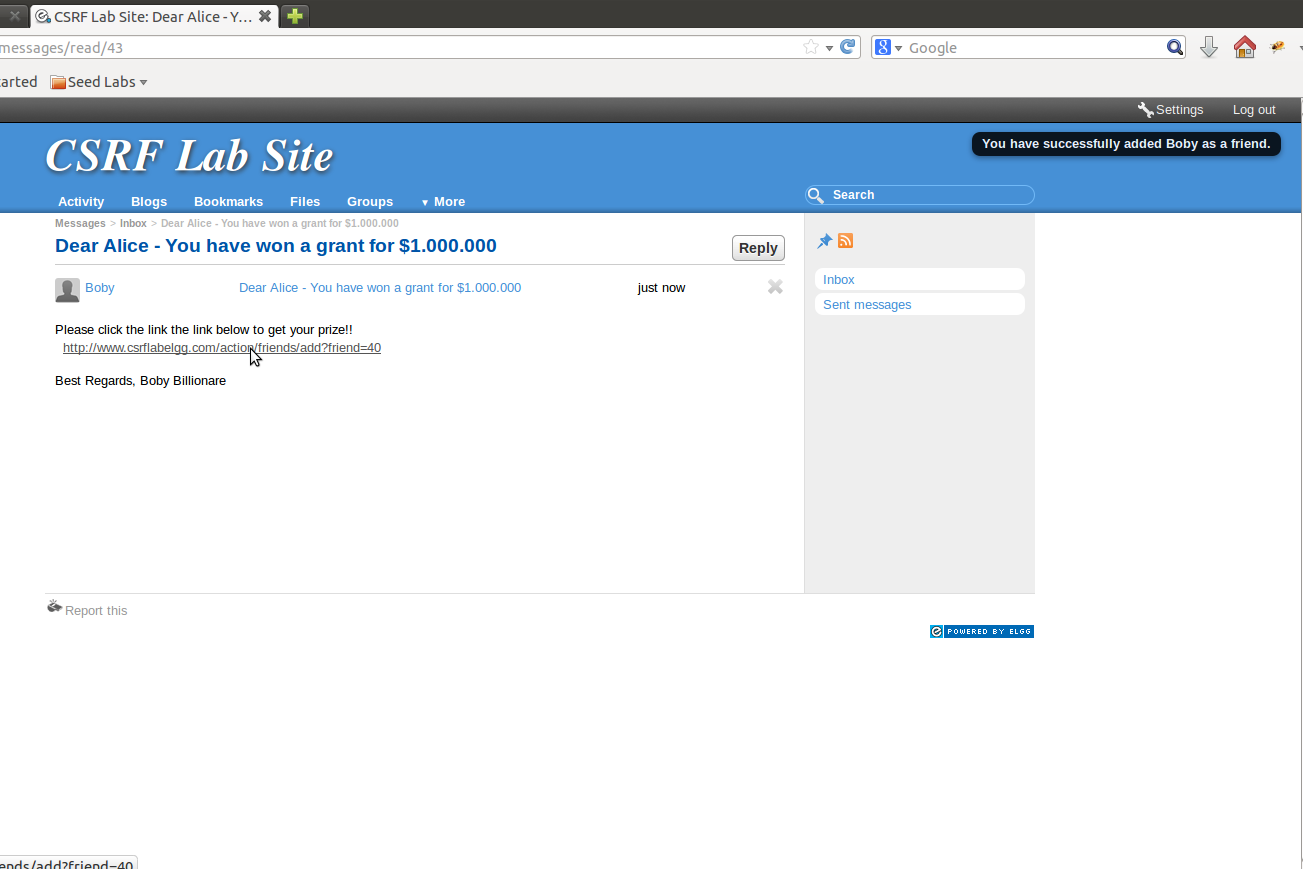 CSRF Lab Site: Dear Alice - Y...
messages/read/43
Google
arted
Seed Labs
Settings
Log out
CSRF Lab Site
You have successfully added Boby as a friend.
Activity
Blogs
Bookmarks
Files
Groups
▼ More
Search
Messages > Inbox > Dear Alice - You have won a grant for $1.000.000
Dear Alice - You have won a grant for $1.000.000
Reply
Boby
Dear Alice - You have won a grant for $1.000.000
just now
Inbox
Sent messages
Please click the link the link below to get your prize!!
http://www.csrflabelgg.com/action/friends/add?friend=40
Best Regards, Boby Billionare
Report this
POWERED BY ELGG
ends/add?friend=40